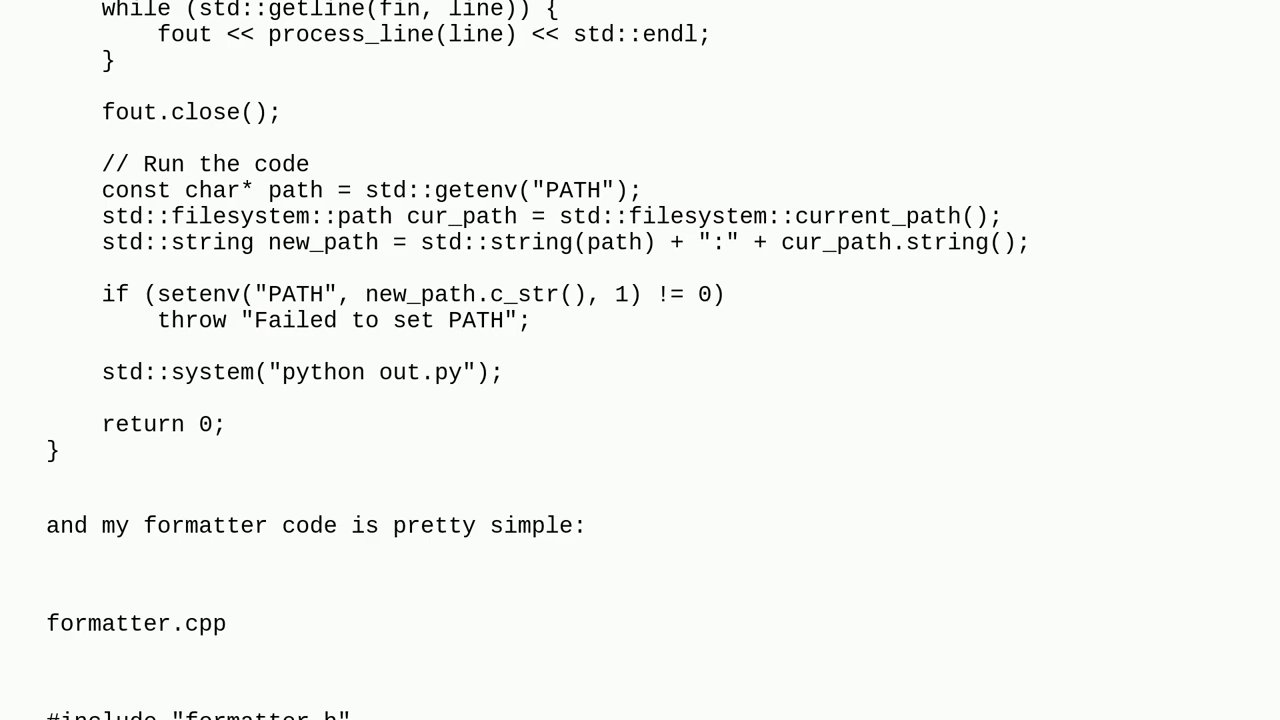 while (std::getline(fin, line)) {
fout << process_line(line) << std::endl;
}
fout.close();
// Run the code
const char* path = std::getenv("PATH");
std::filesystem::path cur_path = std::filesystem::current_path();
std::string new_path = std::string(path) + ":" + cur_path.string();
if (setenv("PATH", new_path.c_str(), 1) != 0)
throw "Failed to set PATH";
std::system("python out.py");
return 0;
}
and my formatter code is pretty simple:
formatter.cpp
#include "formatter.h"